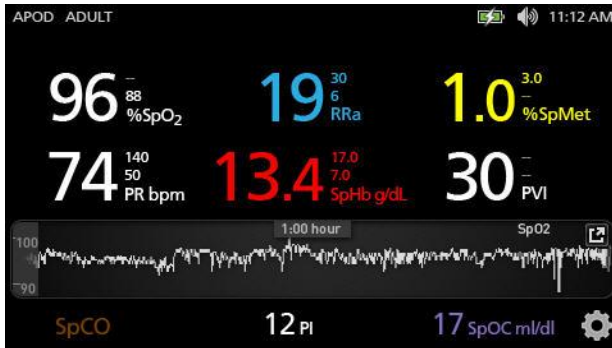 APOD ADULT 11:12 AM
96 – 88 %SpO₂
19 30 6 RRa
1.0 3.0 – %SpMet
74 140 50 PR bpm
13.4 17.0 7.0 SpHb g/dL
30 – – PVI
1:00 hour SpO2
100
90
SpCO 12 PI 17 SpOC ml/dl